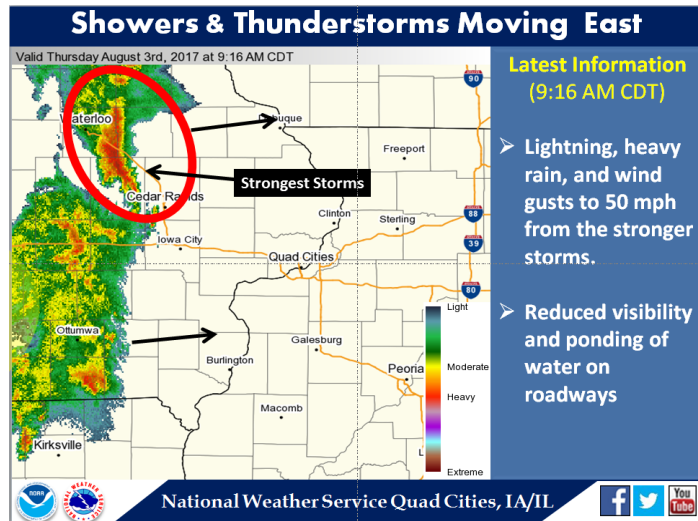 Showers & Thunderstorms Moving East
Valid Thursday August 3rd, 2017 at 9:16 AM CDT
Latest Information
(9:16 AM CDT)
➤ Lightning, heavy
rain, and wind
gusts to 50 mph
from the stronger
storms.
➤ Reduced visibility
and ponding of
water on
roadways
90
Waterloo
buque
Freeport
Strongest Storms
Cedar Rapids
Clinton
Sterling
88
Iowa City
39
Quad Cities
80
Light
Ottumwa
Galesburg
Burlington
Moderate
Peoria
Heavy
Macomb
Kirksville
L
Extreme
NOAA
NATIONAL WEATHER SERVICE
National Weather Service Quad Cities, IA/IL
f
You
Tube